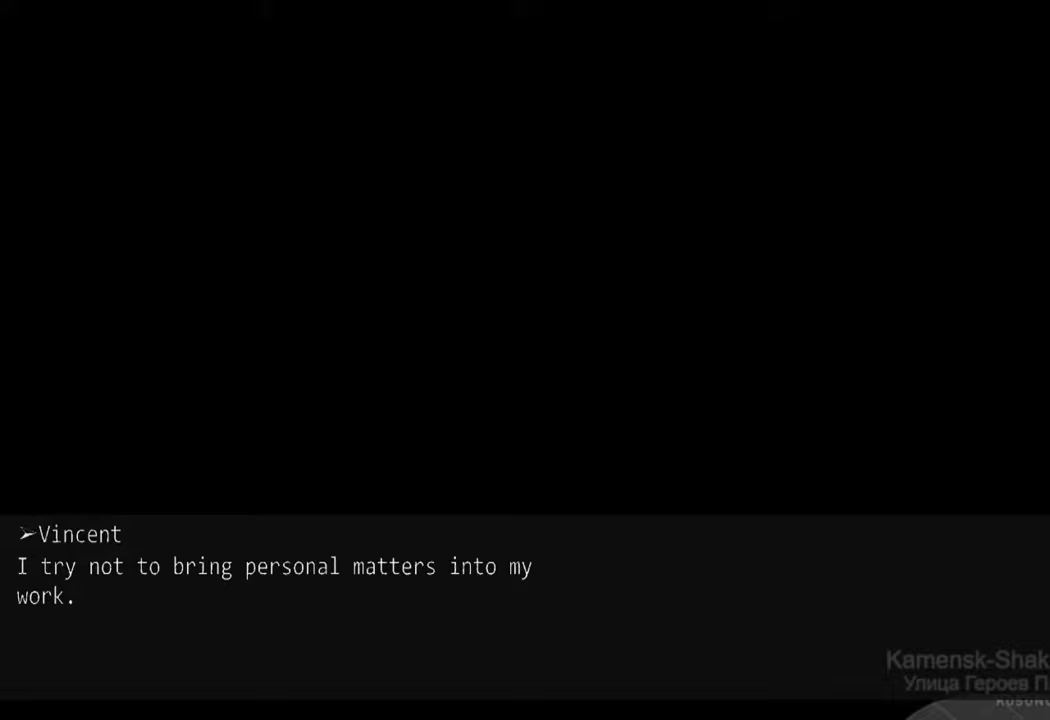 ➢Vincent
I try not to bring personal matters into my
work.
Kamensk-Shak
Улица Героев П